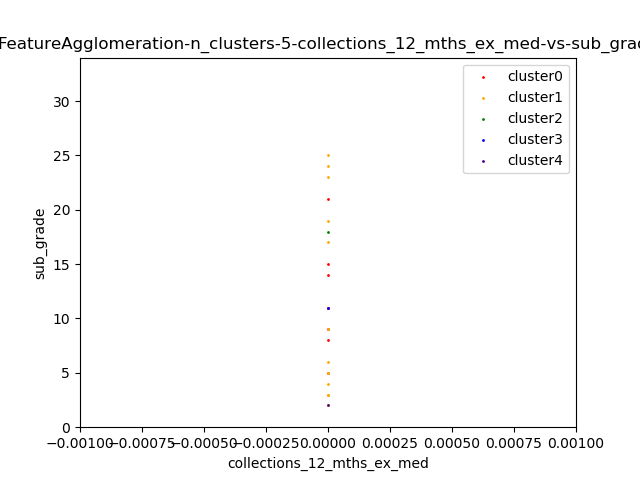 FeatureAgglomeration-n_clusters-5-collections_12_mths_ex_med-vs-sub_grad
cluster0
cluster1
cluster2
cluster3
cluster4
30
25
20
15
10
5
0
sub_grade
−0.00100 −0.00075 −0.00050 −0.00025 0.00000 0.00025 0.00050 0.00075 0.00100
collections_12_mths_ex_med